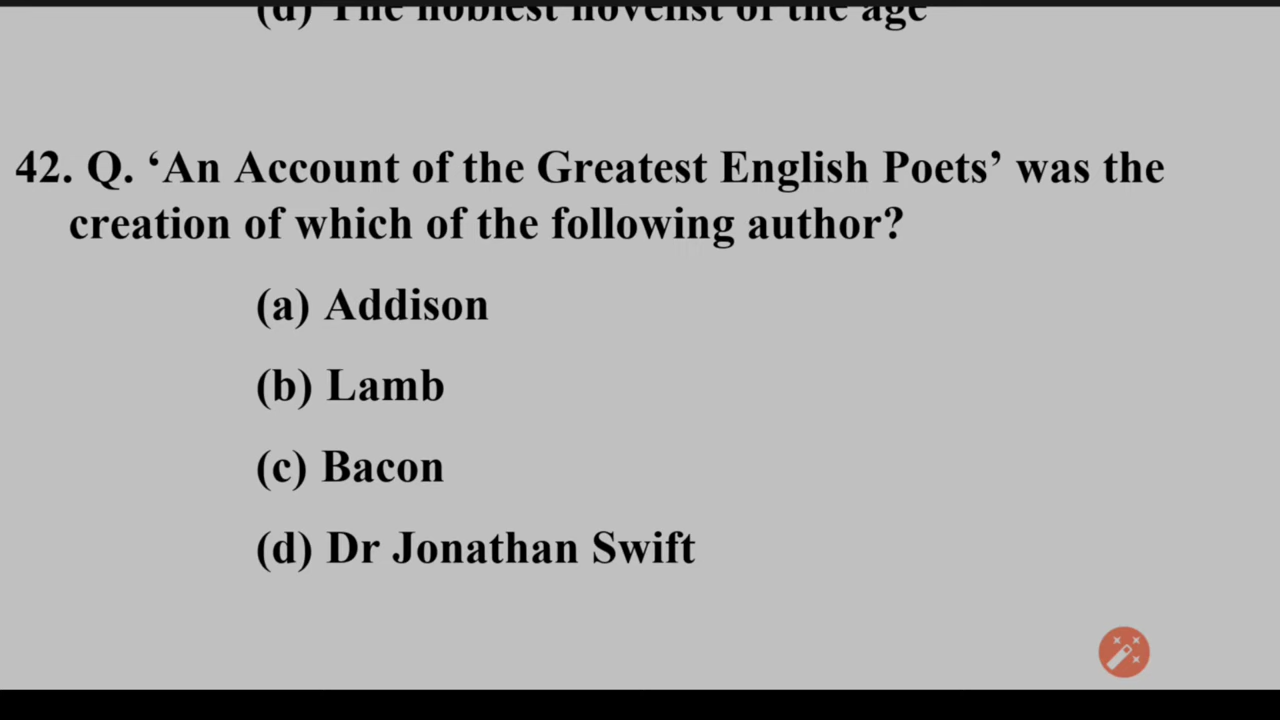 (d) The noblest novelist of the age
42. Q. ‘An Account of the Greatest English Poets’ was the
creation of which of the following author?
(a) Addison
(b) Lamb
(c) Bacon
(d) Dr Jonathan Swift